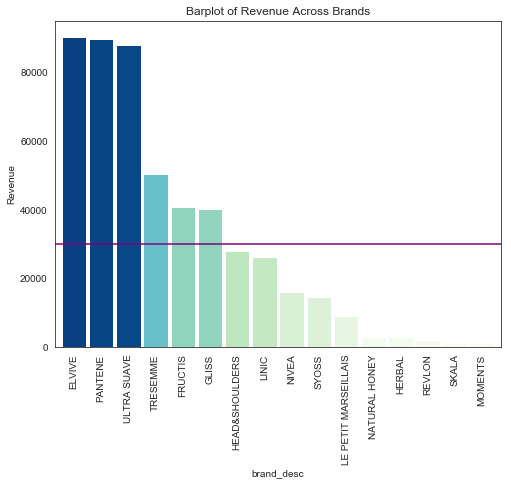 Barplot of Revenue Across Brands
80000
60000
40000
20000
0
Revenue
ELVIVE
PANTENE
ULTRA SUAVE
TRESEMME
FRUCTIS
GLISS
HEAD&SHOULDERS
LINIC
NIVEA
SYOSS
LE PETIT MARSEILLAIS
NATURAL HONEY
HERBAL
REVLON
SKALA
MOMENTS
brand_desc